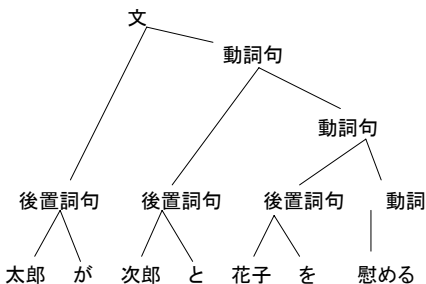 文
動詞句
動詞句
後置詞句 後置詞句 後置詞句 動詞
太郎 が 次郎 と 花子 を 慰める